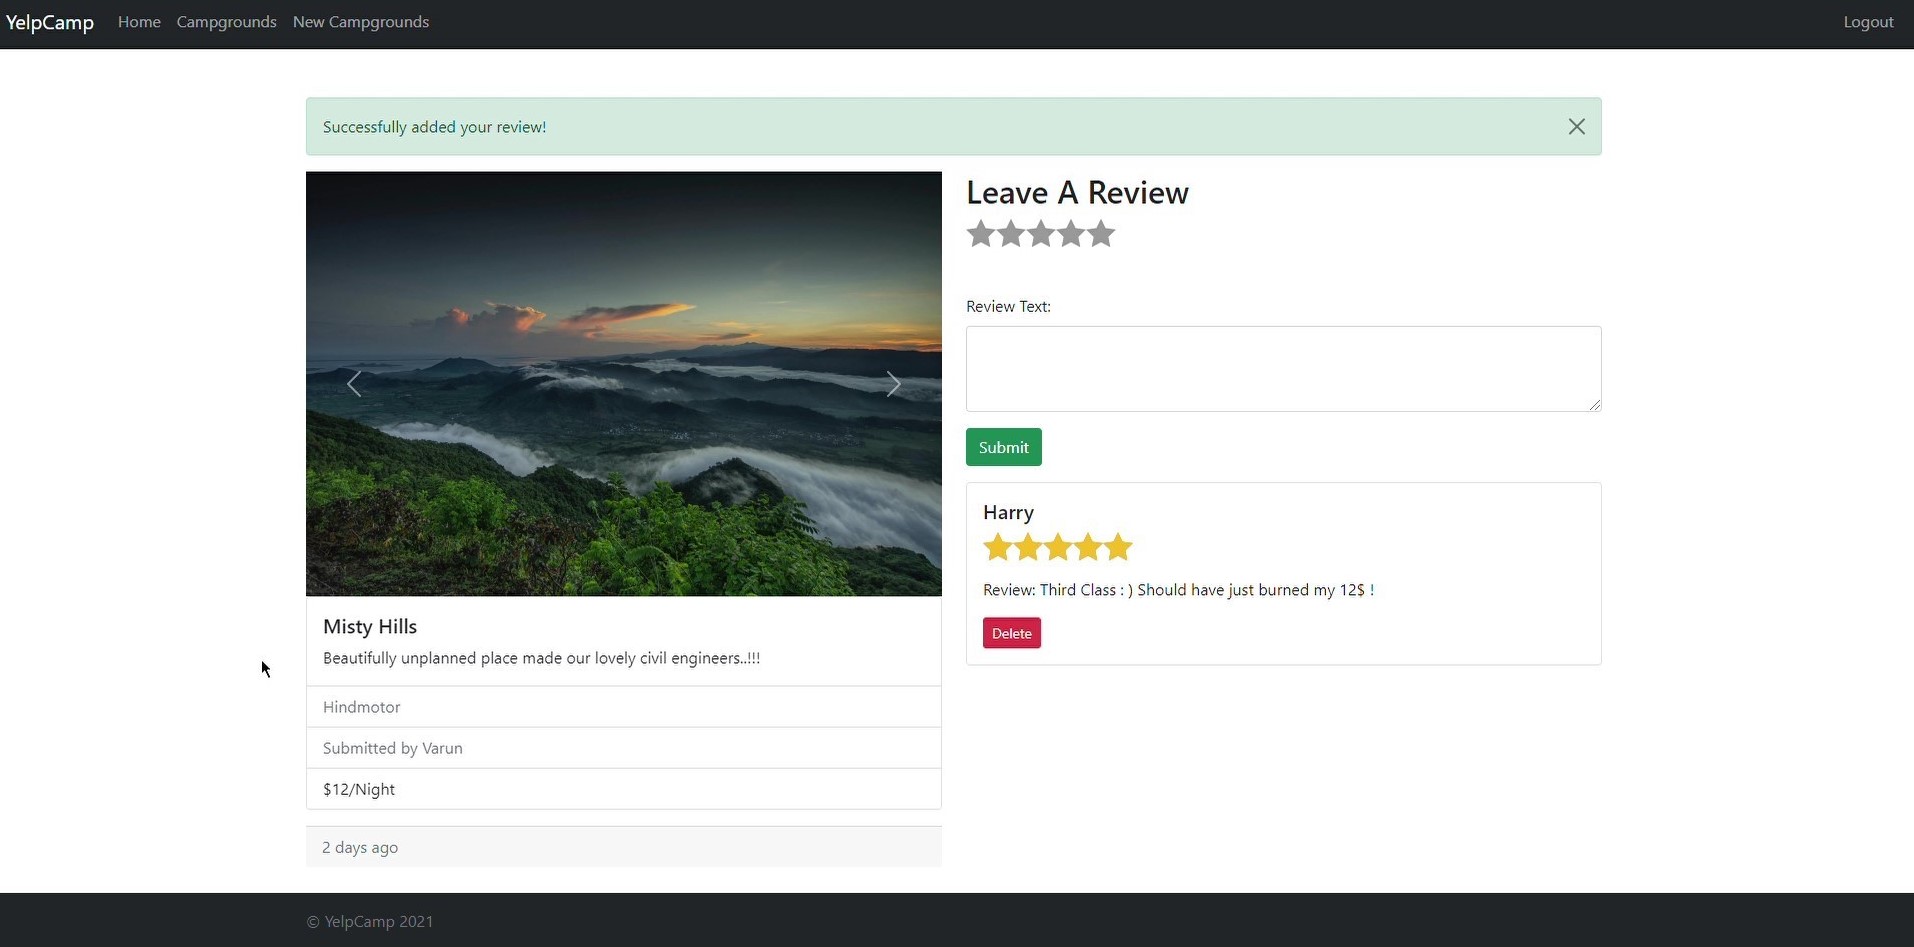 YelpCamp Home Campgrounds New Campgrounds Logout
Successfully added your review!
Leave A Review
Review Text:
Submit
Harry
Review: Third Class : ) Should have just burned my 12$ !
Delete
Misty Hills
Beautifully unplanned place made our lovely civil engineers..!!!
Hindmotor
Submitted by Varun
$12/Night
2 days ago
© YelpCamp 2021